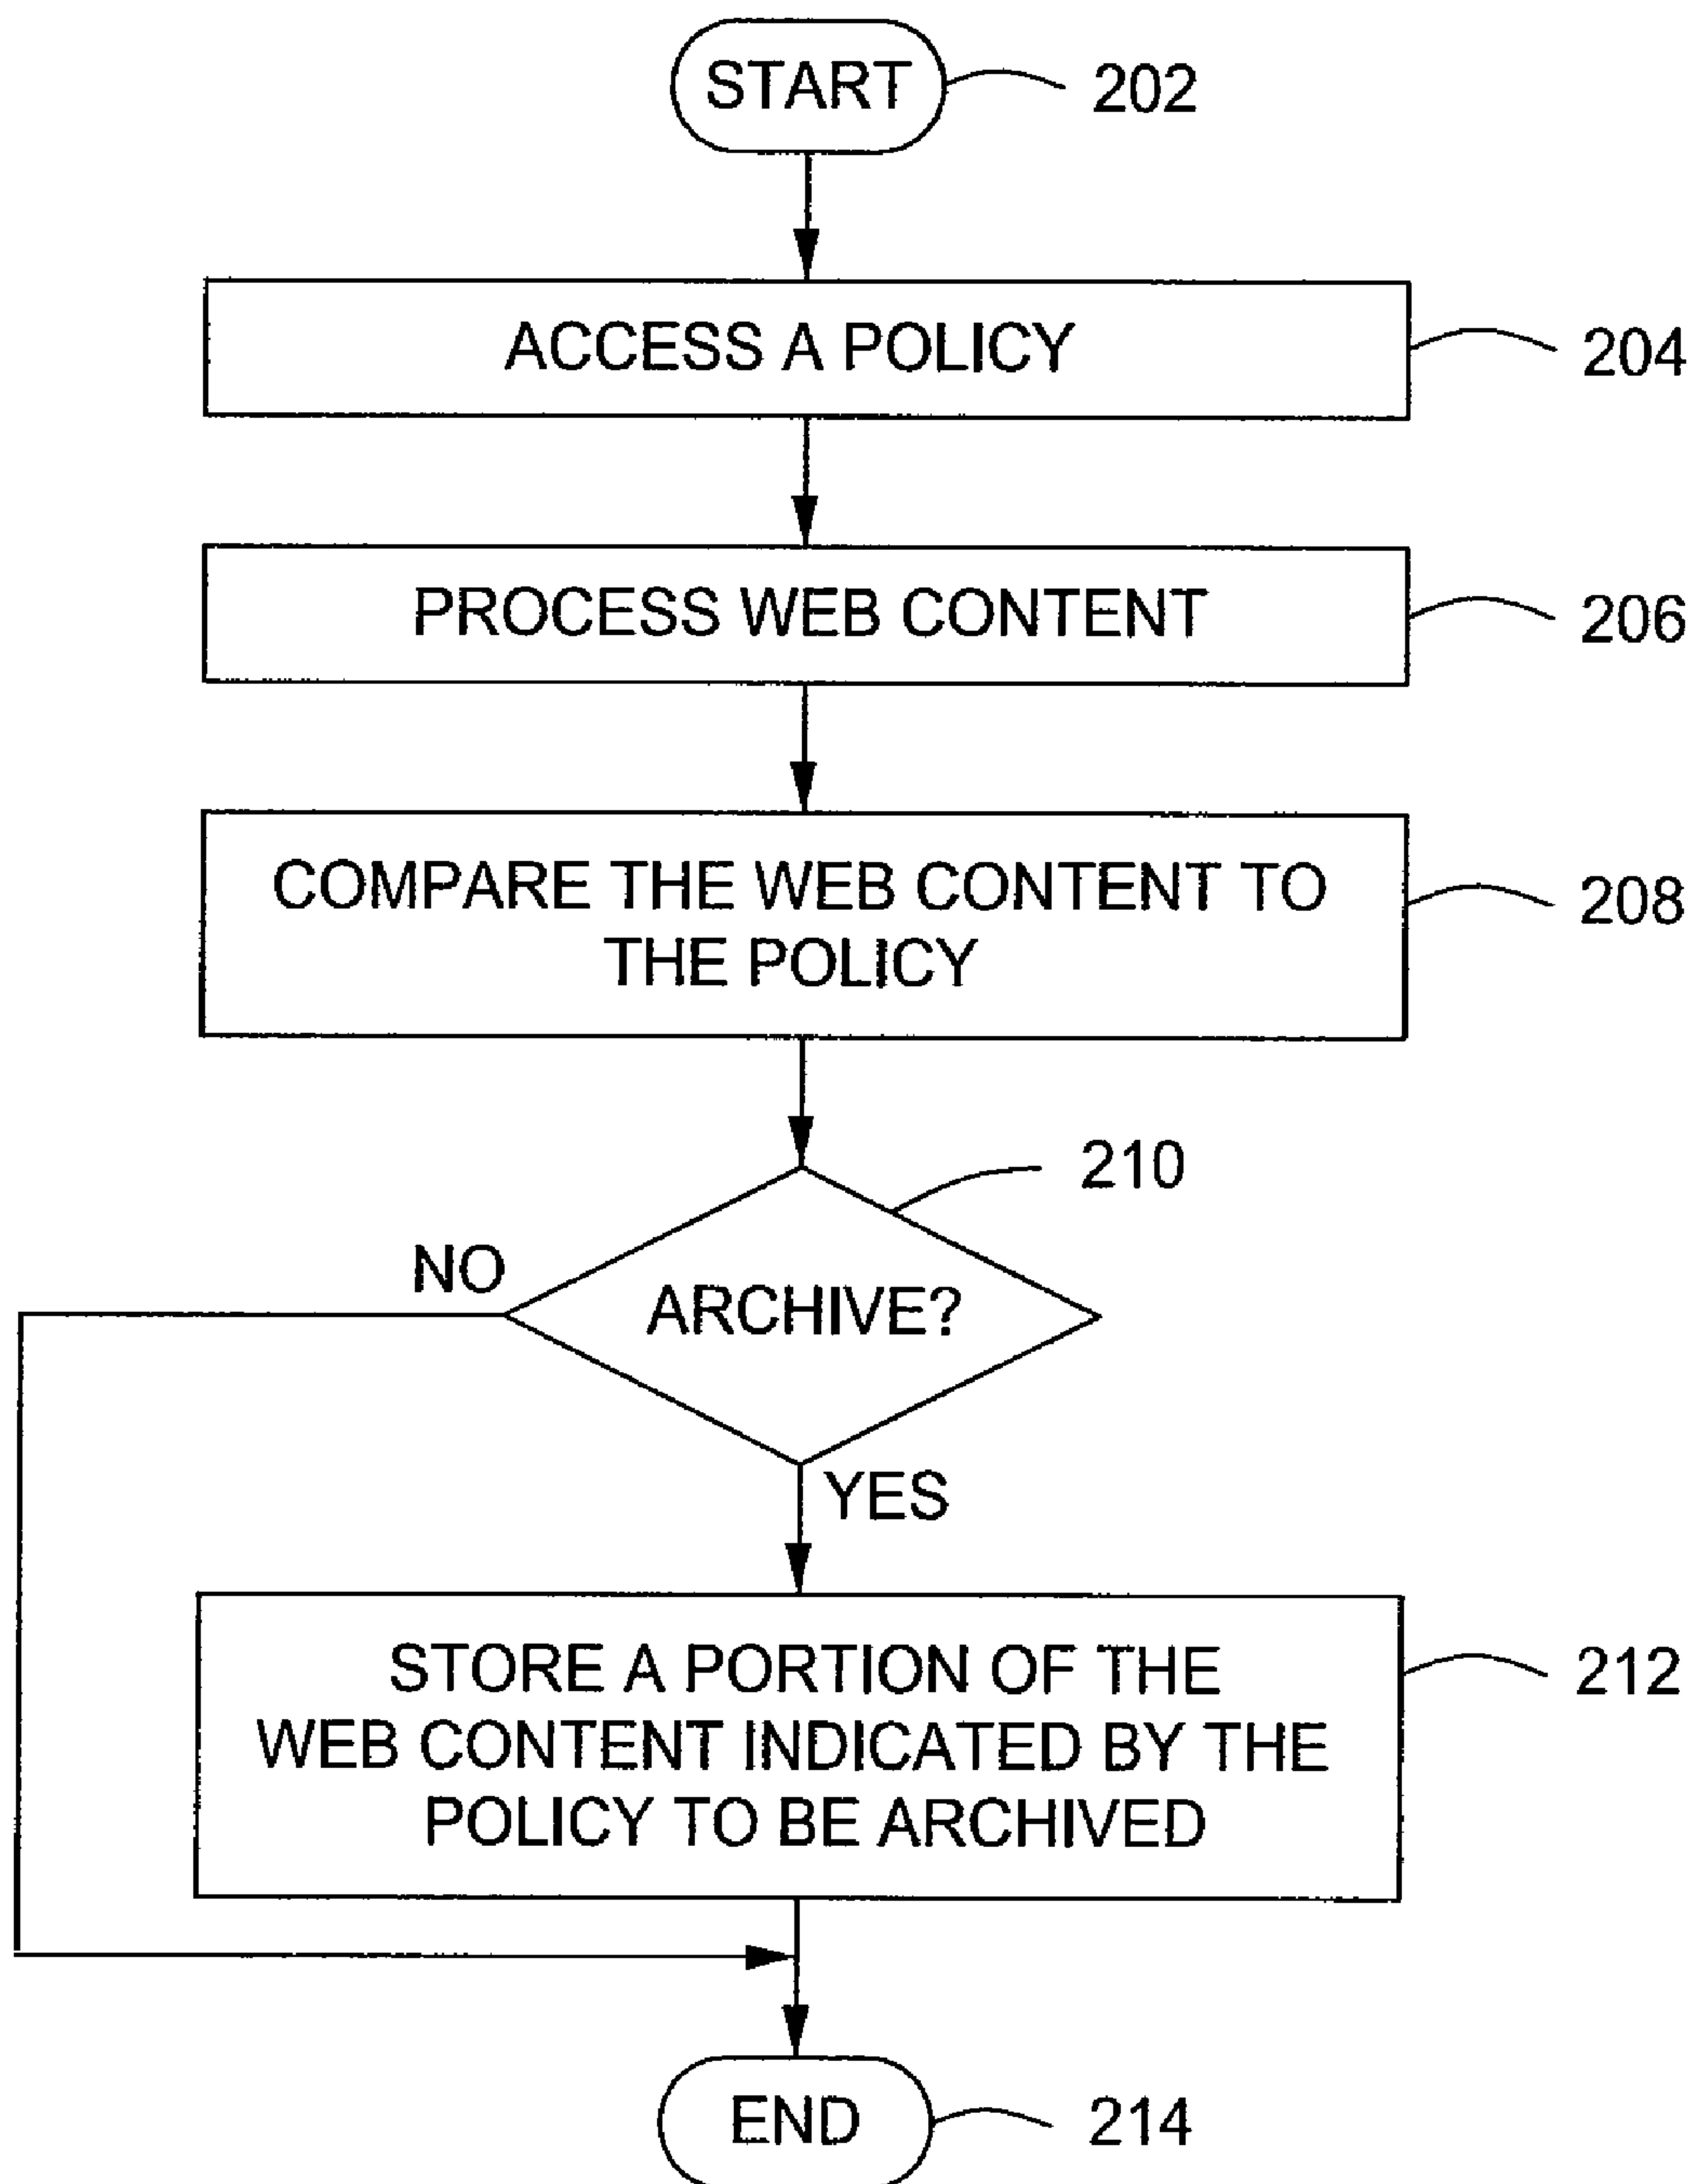 START
202
ACCESS A POLICY
204
PROCESS WEB CONTENT
206
COMPARE THE WEB CONTENT TO
THE POLICY
208
210
NO
ARCHIVE?
YES
STORE A PORTION OF THE
WEB CONTENT INDICATED BY THE
POLICY TO BE ARCHIVED
212
END
214